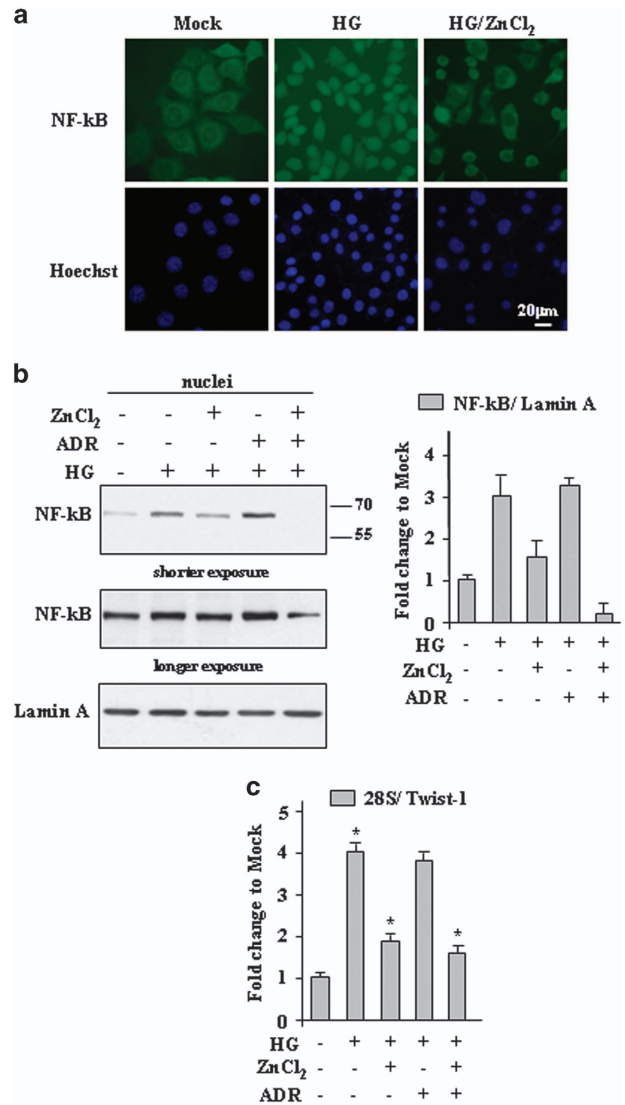 a
Mock HG HG/ZnCl₂
NF-kB
Hoechst
20µm
b
nuclei
ZnCl₂ - - + - +
ADR - - - + +
HG - + + + +
NF-kB
70
55
shorter exposure
NF-kB
longer exposure
Lamin A
NF-kB/ Lamin A
Fold change to Mock
4
3
2
1
0
HG - + + + +
ZnCl₂ - - + - +
ADR - - - + +
c
28S/ Twist-1
Fold change to Mock
5
4
3
2
1
0
* * *
HG - + + + +
ZnCl₂ - - + - +
ADR - - - + +